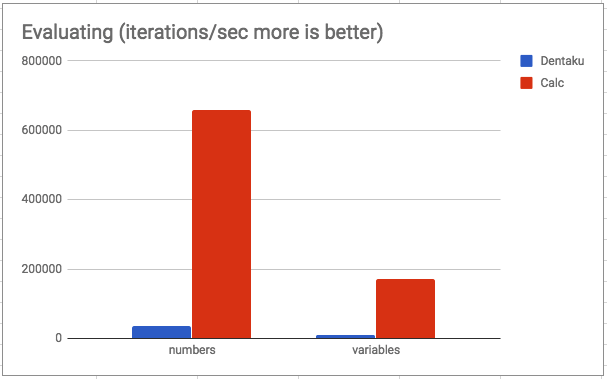 Evaluating (iterations/sec more is better)
800000
600000
400000
200000
0
numbers
variables
Dentaku
Calc